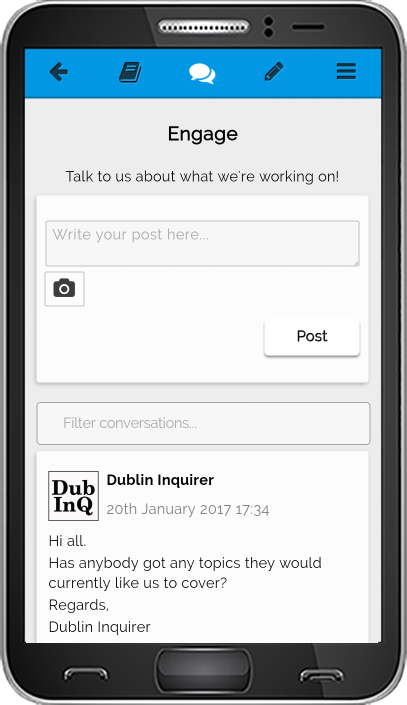 Engage
Talk to us about what we're working on!
Write your post here...
Post
Filter conversations...
Dub
InQ
Dublin Inquirer
20th January 2017 17:34
Hi all.
Has anybody got any topics they would
currently like us to cover?
Regards,
Dublin Inquirer